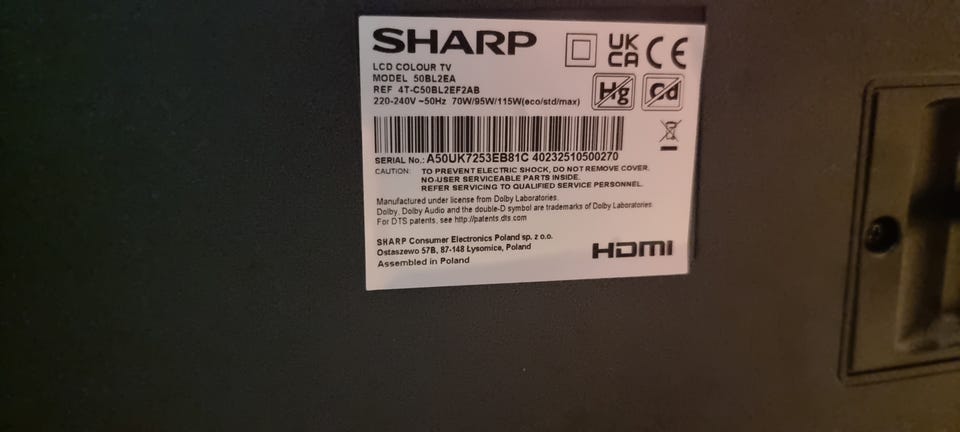 SHARP
UK
CA CE
LCD COLOUR TV
MODEL 50BL2EA
REF 4T-C50BL2EF2AB
220-240V ~50Hz 70W/95W/115W(eco/std/max)
Hg Cd
SERIAL No.: A50UK7253EB81C 40232510500270
CAUTION: TO PREVENT ELECTRIC SHOCK, DO NOT REMOVE COVER.
NO-USER SERVICEABLE PARTS INSIDE.
REFER SERVICING TO QUALIFIED SERVICE PERSONNEL.
Manufactured under license from Dolby Laboratories.
Dolby, Dolby Audio and the double-D symbol are trademarks of Dolby Laboratories.
For DTS patents, see http://patents.dts.com
SHARP Consumer Electronics Poland sp. z o.o.
Ostaszewo 57B, 87-148 Łysomice, Poland
Assembled in Poland
HDMI